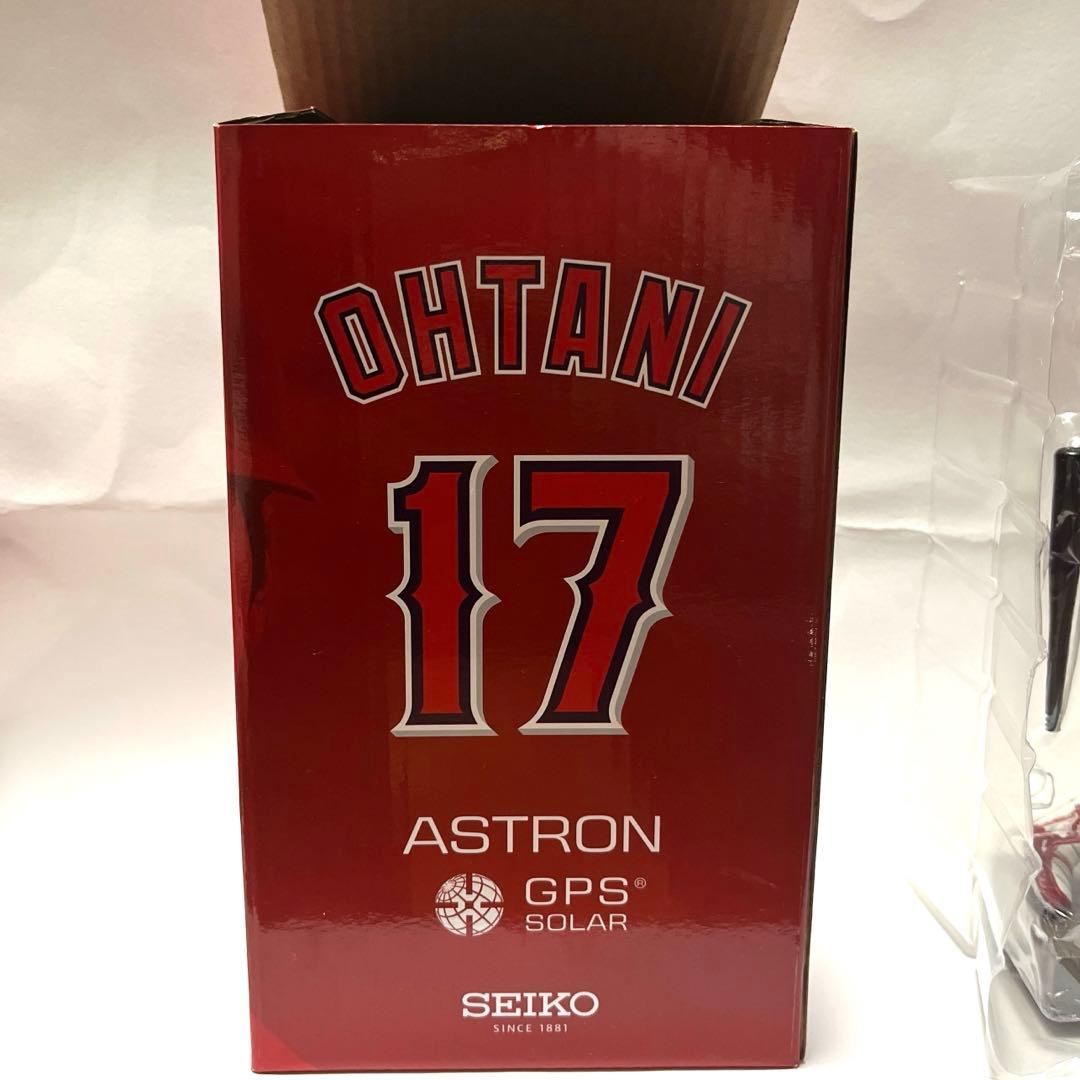 OHTANI
17
ASTRON
GPS®
SOLAR
SEIKO
SINCE 1881